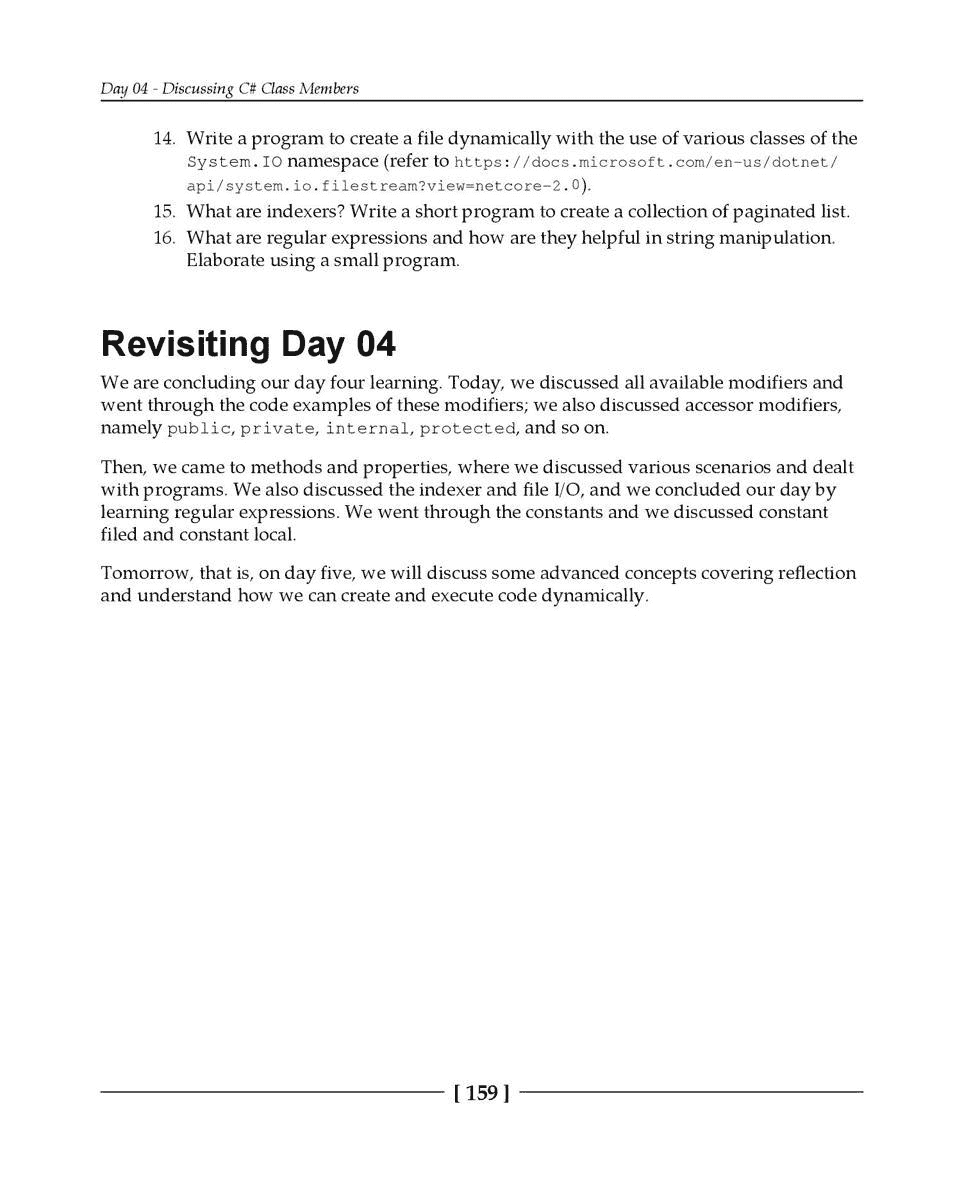 Day 04 - Discussing C# Class Members
14. Write a program to create a file dynamically with the use of various classes of the
System.IO namespace (refer to https://docs.microsoft.com/en-us/dotnet/
api/system.io.filestream?view=netcore-2.0).
15. What are indexers? Write a short program to create a collection of paginated list.
16. What are regular expressions and how are they helpful in string manipulation.
Elaborate using a small program.
Revisiting Day 04
We are concluding our day four learning. Today, we discussed all available modifiers and
went through the code examples of these modifiers; we also discussed accessor modifiers,
namely public, private, internal, protected, and so on.
Then, we came to methods and properties, where we discussed various scenarios and dealt
with programs. We also discussed the indexer and file I/O, and we concluded our day by
learning regular expressions. We went through the constants and we discussed constant
filed and constant local.
Tomorrow, that is, on day five, we will discuss some advanced concepts covering reflection
and understand how we can create and execute code dynamically.
[ 159 ]